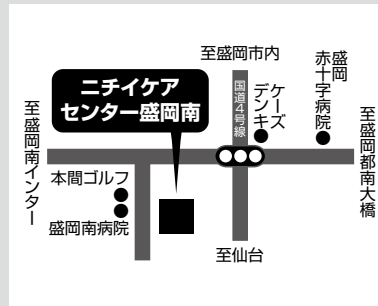 至盛岡市内
盛岡
赤十字病院
ケーズ
デンキ
国道4号線
ニチイケア
センター盛岡南
至盛岡南インター
至盛岡都南大橋
本間ゴルフ
盛岡南病院
至仙台